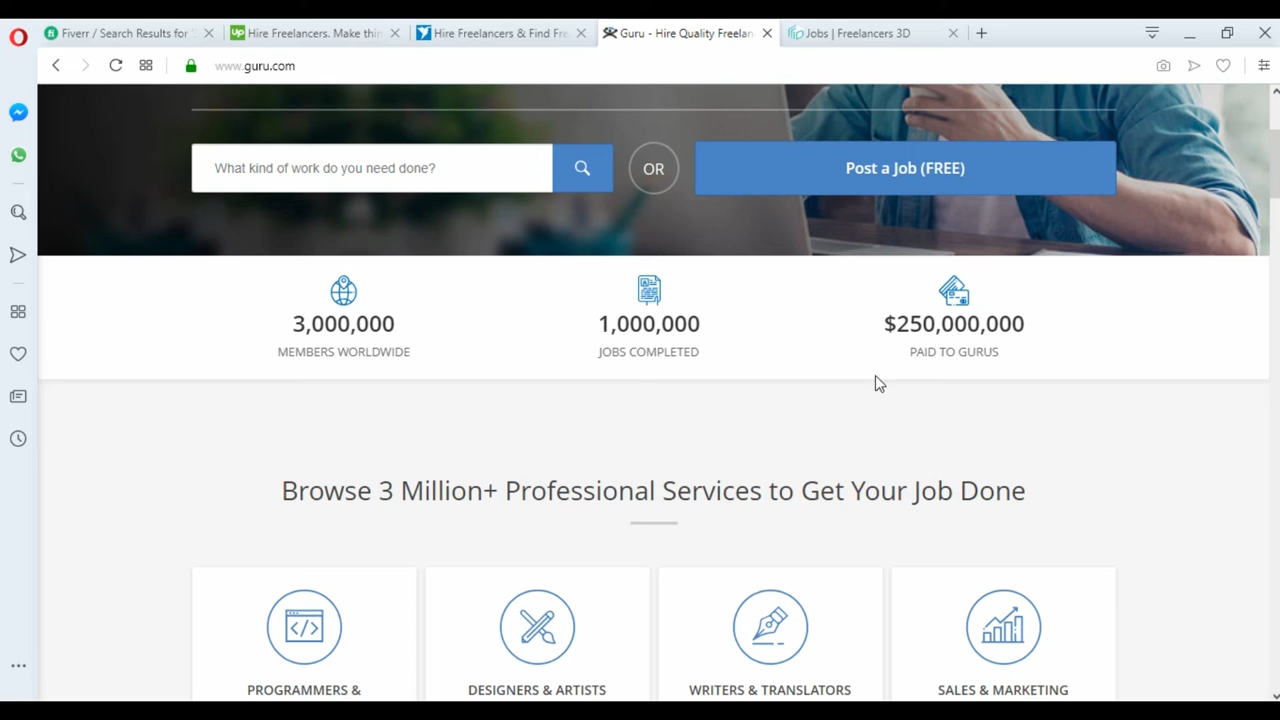 Fiverr / Search Results for '
Hire Freelancers. Make thin
Hire Freelancers & Find Fre
Guru - Hire Quality Freelan
Jobs | Freelancers 3D
www.guru.com
What kind of work do you need done?
OR
Post a Job (FREE)
3,000,000
MEMBERS WORLDWIDE
1,000,000
JOBS COMPLETED
$250,000,000
PAID TO GURUS
Browse 3 Million+ Professional Services to Get Your Job Done
PROGRAMMERS &
DESIGNERS & ARTISTS
WRITERS & TRANSLATORS
SALES & MARKETING